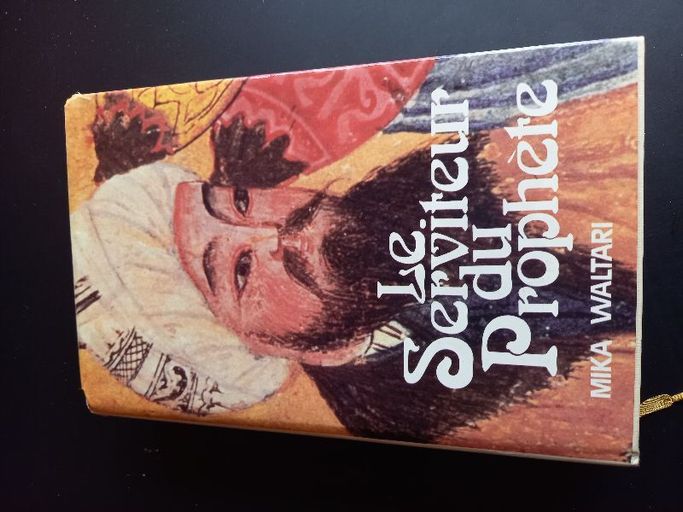 Le
Serviteur
du
Prophète
MIKA WALTARI